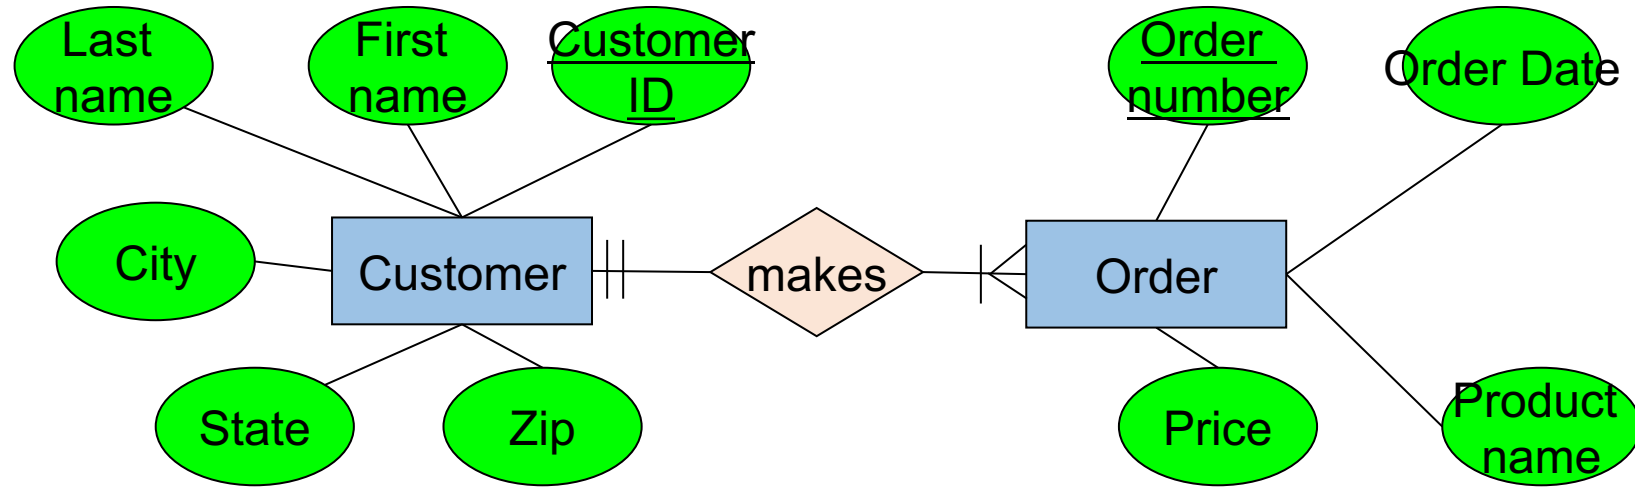 Last
name
First
name
Customer
ID
Order
number
Order Date
City
Customer
makes
Order
State
Zip
Price
Product
name